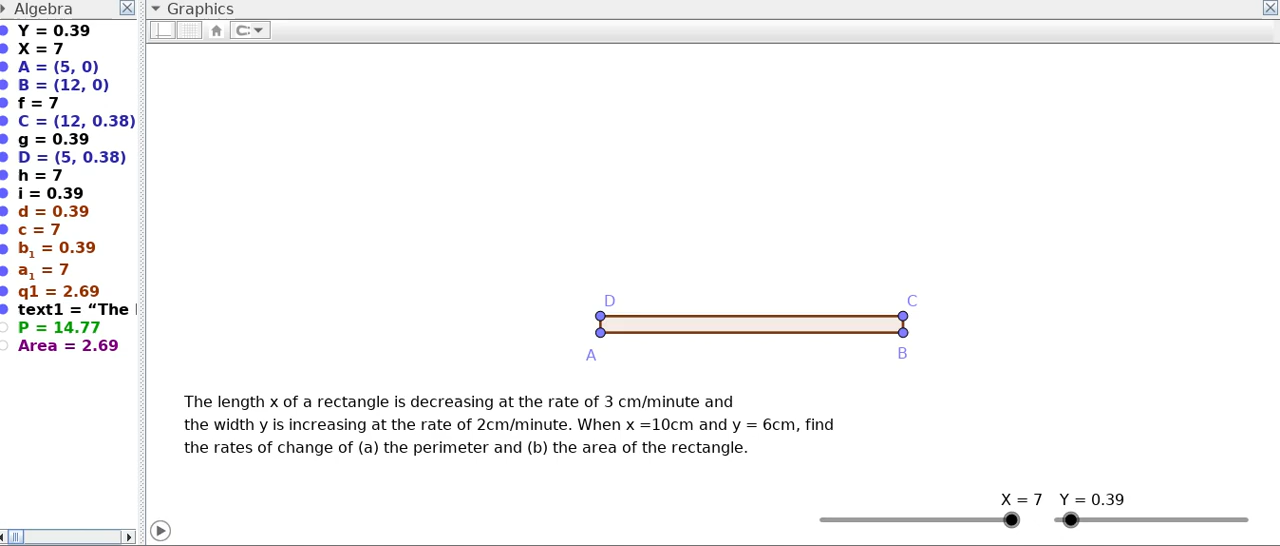 Algebra
Y = 0.39
X = 7
A = (5, 0)
B = (12, 0)
f = 7
C = (12, 0.38)
g = 0.39
D = (5, 0.38)
h = 7
i = 0.39
d = 0.39
c = 7
b₁ = 0.39
a₁ = 7
q1 = 2.69
text1 = “The
P = 14.77
Area = 2.69
Graphics
D C
A B
The length x of a rectangle is decreasing at the rate of 3 cm/minute and
the width y is increasing at the rate of 2cm/minute. When x =10cm and y = 6cm, find
the rates of change of (a) the perimeter and (b) the area of the rectangle.
X = 7 Y = 0.39